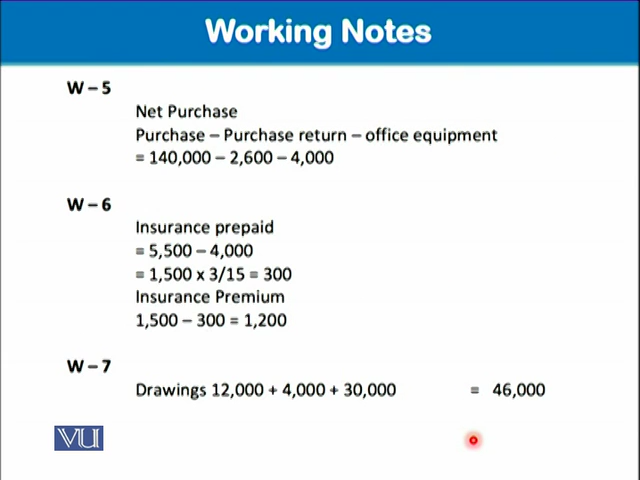 Working Notes
W – 5
Net Purchase
Purchase – Purchase return – office equipment
= 140,000 – 2,600 – 4,000
W – 6
Insurance prepaid
= 5,500 – 4,000
= 1,500 x 3/15 = 300
Insurance Premium
1,500 – 300 = 1,200
W – 7
Drawings 12,000 + 4,000 + 30,000 = 46,000
VU